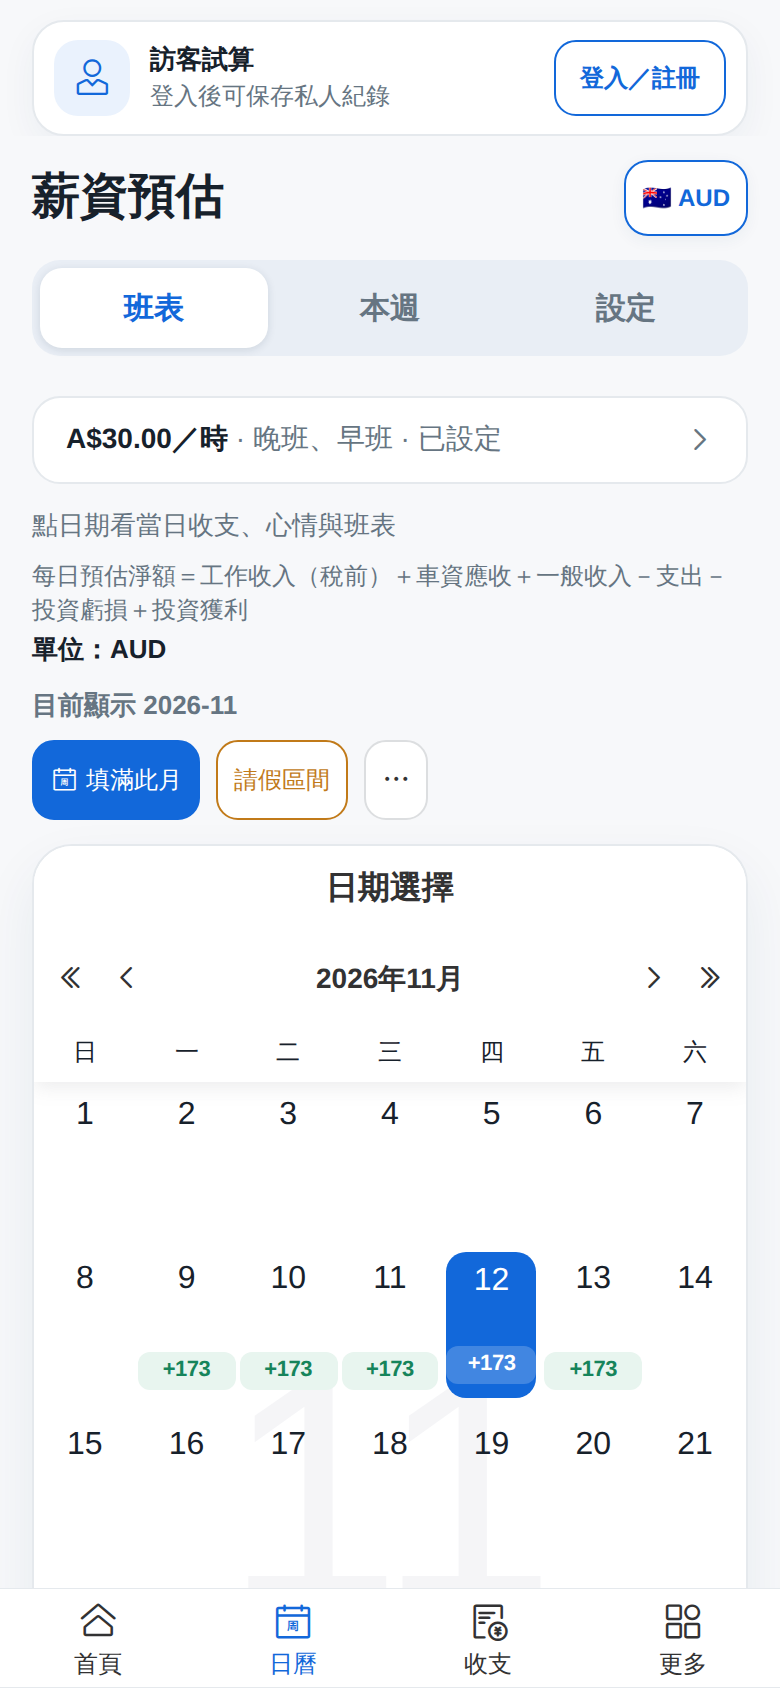 訪客試算
登入後可保存私人紀錄
登入／註冊
薪資預估
🇦🇺 AUD
班表 本週 設定
A$30.00／時 · 晚班、早班 · 已設定
點日期看當日收支、心情與班表
每日預估淨額＝工作收入（稅前）＋車資應收＋一般收入－支出－
投資虧損＋投資獲利
單位：AUD
目前顯示 2026-11
周 填滿此月 請假區間 ···
日期選擇
2026年11月
日 一 二 三 四 五 六
1 2 3 4 5 6 7
8 9 10 11 12 13 14
+173 +173 +173 +173 +173
15 16 17 18 19 20 21
11
周 ¥
首頁 日曆 收支 更多